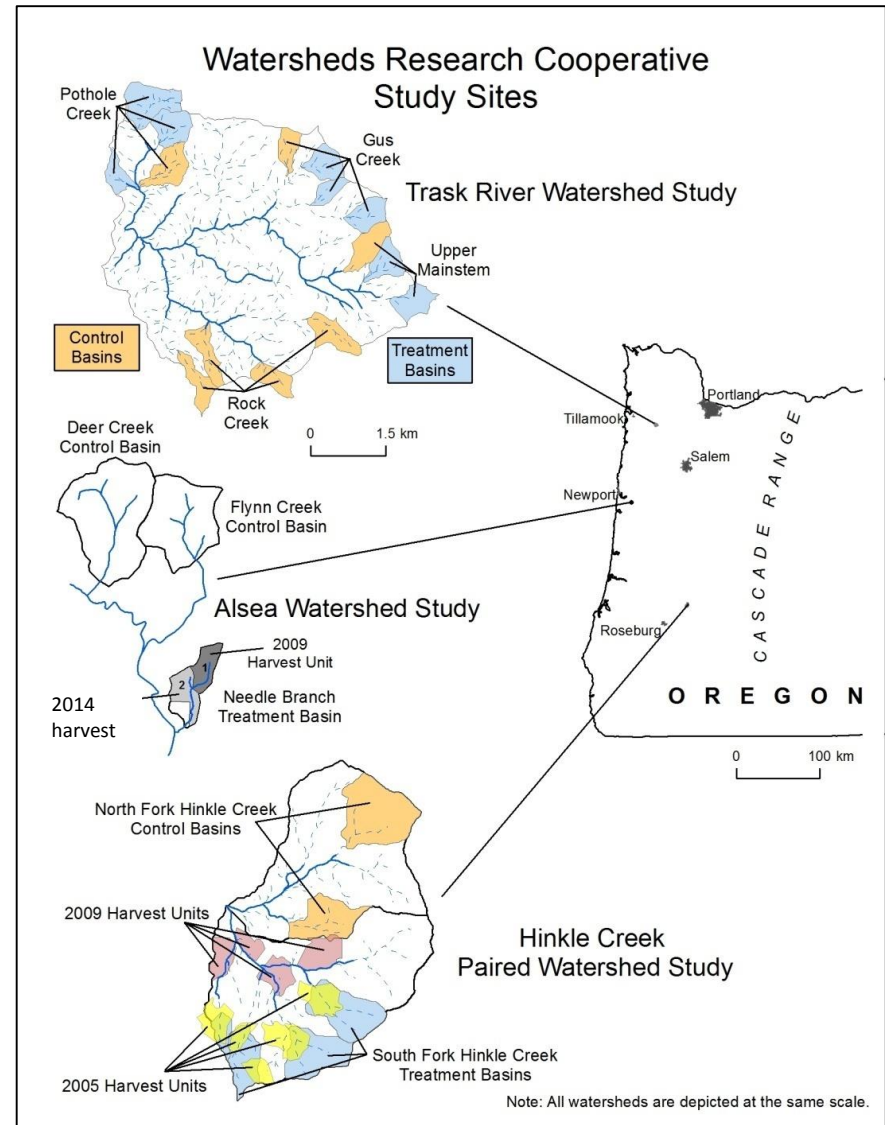 Watersheds Research Cooperative
Study Sites
Pothole
Creek
Gus
Creek
Trask River Watershed Study
Upper
Mainstem
Control
Basins
Treatment
Basins
Rock
Creek
0 1.5 km
Portland
Tillamook
Salem
Newport
CASCADE RANGE
Roseburg
OREGON
0 100 km
Deer Creek
Control Basin
Flynn Creek
Control Basin
Alsea Watershed Study
2009
Harvest Unit
1
2
Needle Branch
Treatment Basin
2014
harvest
North Fork Hinkle Creek
Control Basins
2009 Harvest Units
Hinkle Creek
Paired Watershed Study
South Fork Hinkle Creek
Treatment Basins
2005 Harvest Units
Note: All watersheds are depicted at the same scale.